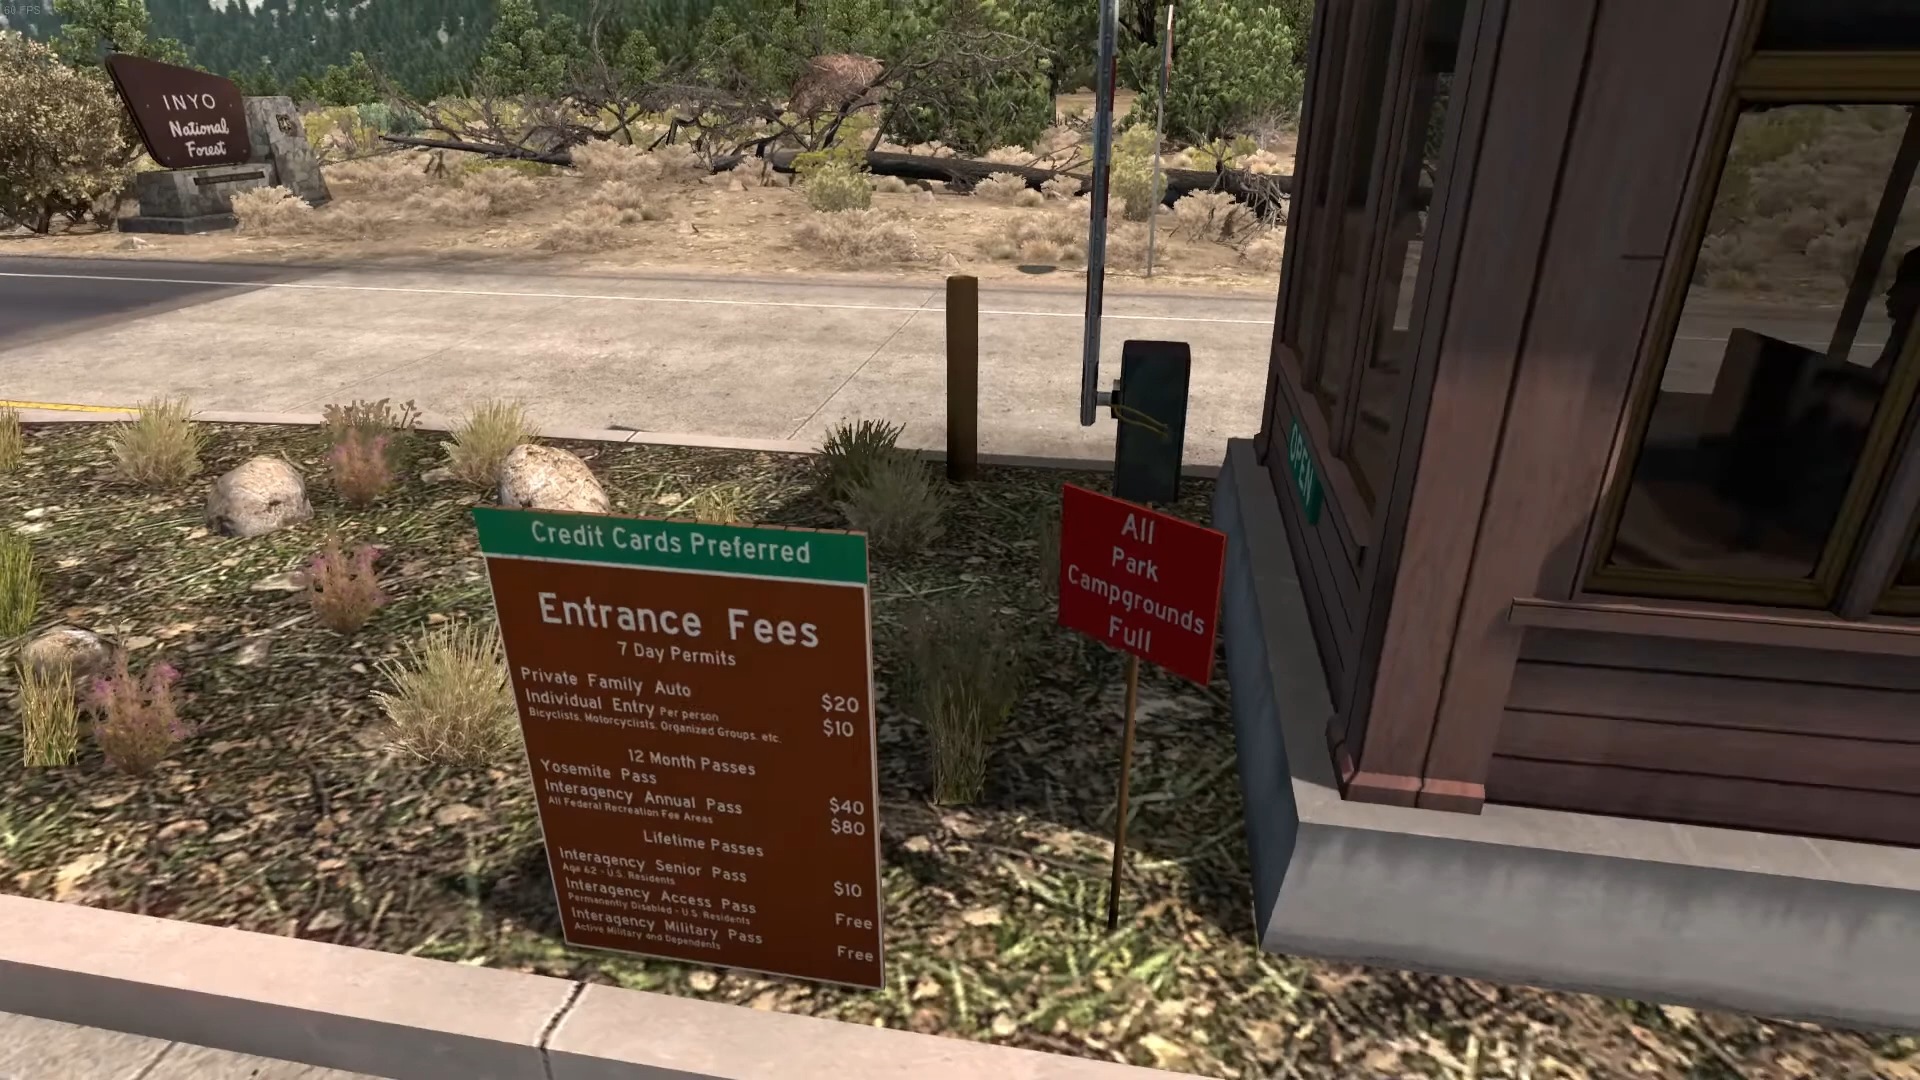 60 FPS
INYO
National
Forest
OPEN
Credit Cards Preferred
Entrance Fees
7 Day Permits
Private Family Auto $20
Individual Entry Per person $10
Bicyclists, Motorcyclists, Organized Groups, etc.
12 Month Passes
Yosemite Pass $40
Interagency Annual Pass $80
All Federal Recreation Fee Areas
Lifetime Passes
Interagency Senior Pass $10
Age 62 - U.S. Residents
Interagency Access Pass Free
Permanently Disabled - U.S. Residents
Interagency Military Pass Free
Active Military and Dependents
All
Park
Campgrounds
Full